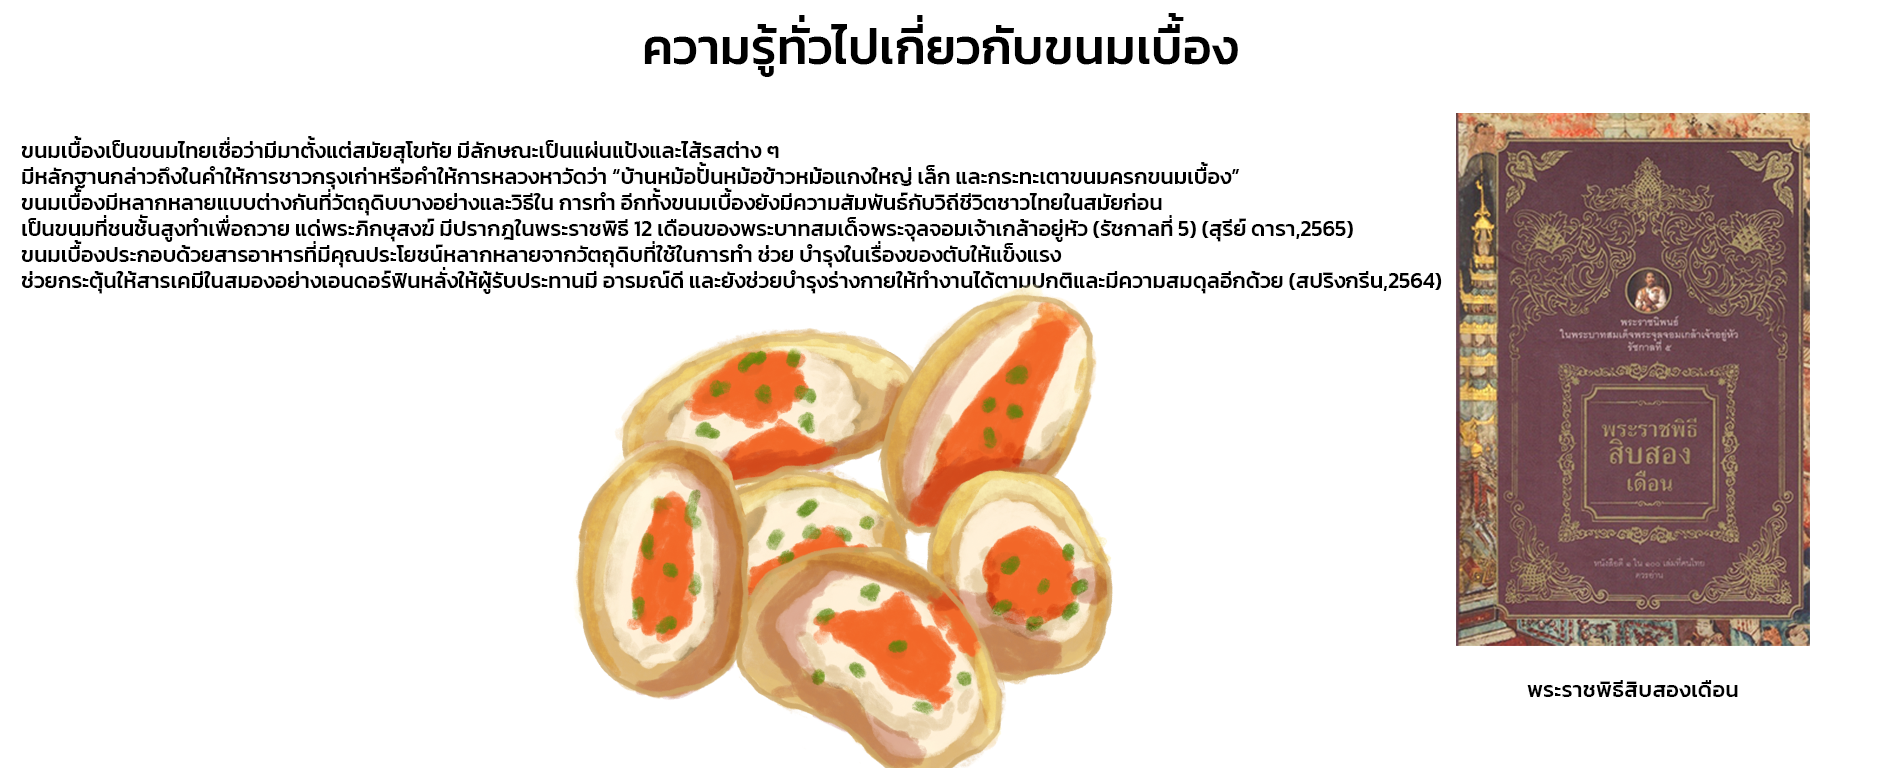 ความรู้ทั่วไปเกี่ยวกับขนมเบื้อง
ขนมเบื้องเป็นขนมไทยเชื่อว่ามีมาตั้งแต่สมัยสุโขทัย มีลักษณะเป็นแผ่นแป้งและไส้รสต่าง ๆ
มีหลักฐานกล่าวถึงในคำให้การชาวกรุงเก่าหรือคำให้การหลวงหาวัดว่า “บ้านหม้อปั้นหม้อข้าวหม้อแกงใหญ่ เล็ก และกระทะเตาขนมครกขนมเบื้อง”
ขนมเบื้องมีหลากหลายแบบต่างกันที่วัตถุดิบบางอย่างและวิธีใน การทำ อีกทั้งขนมเบื้องยังมีความสัมพันธ์กับวิถีชีวิตชาวไทยในสมัยก่อน
เป็นขนมที่ชนชั้นสูงทำเพื่อถวาย แด่พระภิกษุสงฆ์ มีปรากฎในพระราชพิธี 12 เดือนของพระบาทสมเด็จพระจุลจอมเจ้าเกล้าอยู่หัว (รัชกาลที่ 5) (สุรีย์ ดารา,2565)
ขนมเบื้องประกอบด้วยสารอาหารที่มีคุณประโยชน์หลากหลายจากวัตถุดิบที่ใช้ในการทำ ช่วย บำรุงในเรื่องของตับให้แข็งแรง
ช่วยกระตุ้นให้สารเคมีในสมองอย่างเอนดอร์ฟินหลั่งให้ผู้รับประทานมี อารมณ์ดี และยังช่วยบำรุงร่างกายให้ทำงานได้ตามปกติและมีความสมดุลอีกด้วย (สปริงกรีน,2564)
พระราชนิพนธ์
ในพระบาทสมเด็จพระจุลจอมเกล้าเจ้าอยู่หัว
รัชกาลที่ ๕
พระราชพิธี
สิบสอง
เดือน
หนังสือดี ๑ ใน ๑๐๐ เล่มที่คนไทย
ควรอ่าน
พระราชพิธีสิบสองเดือน